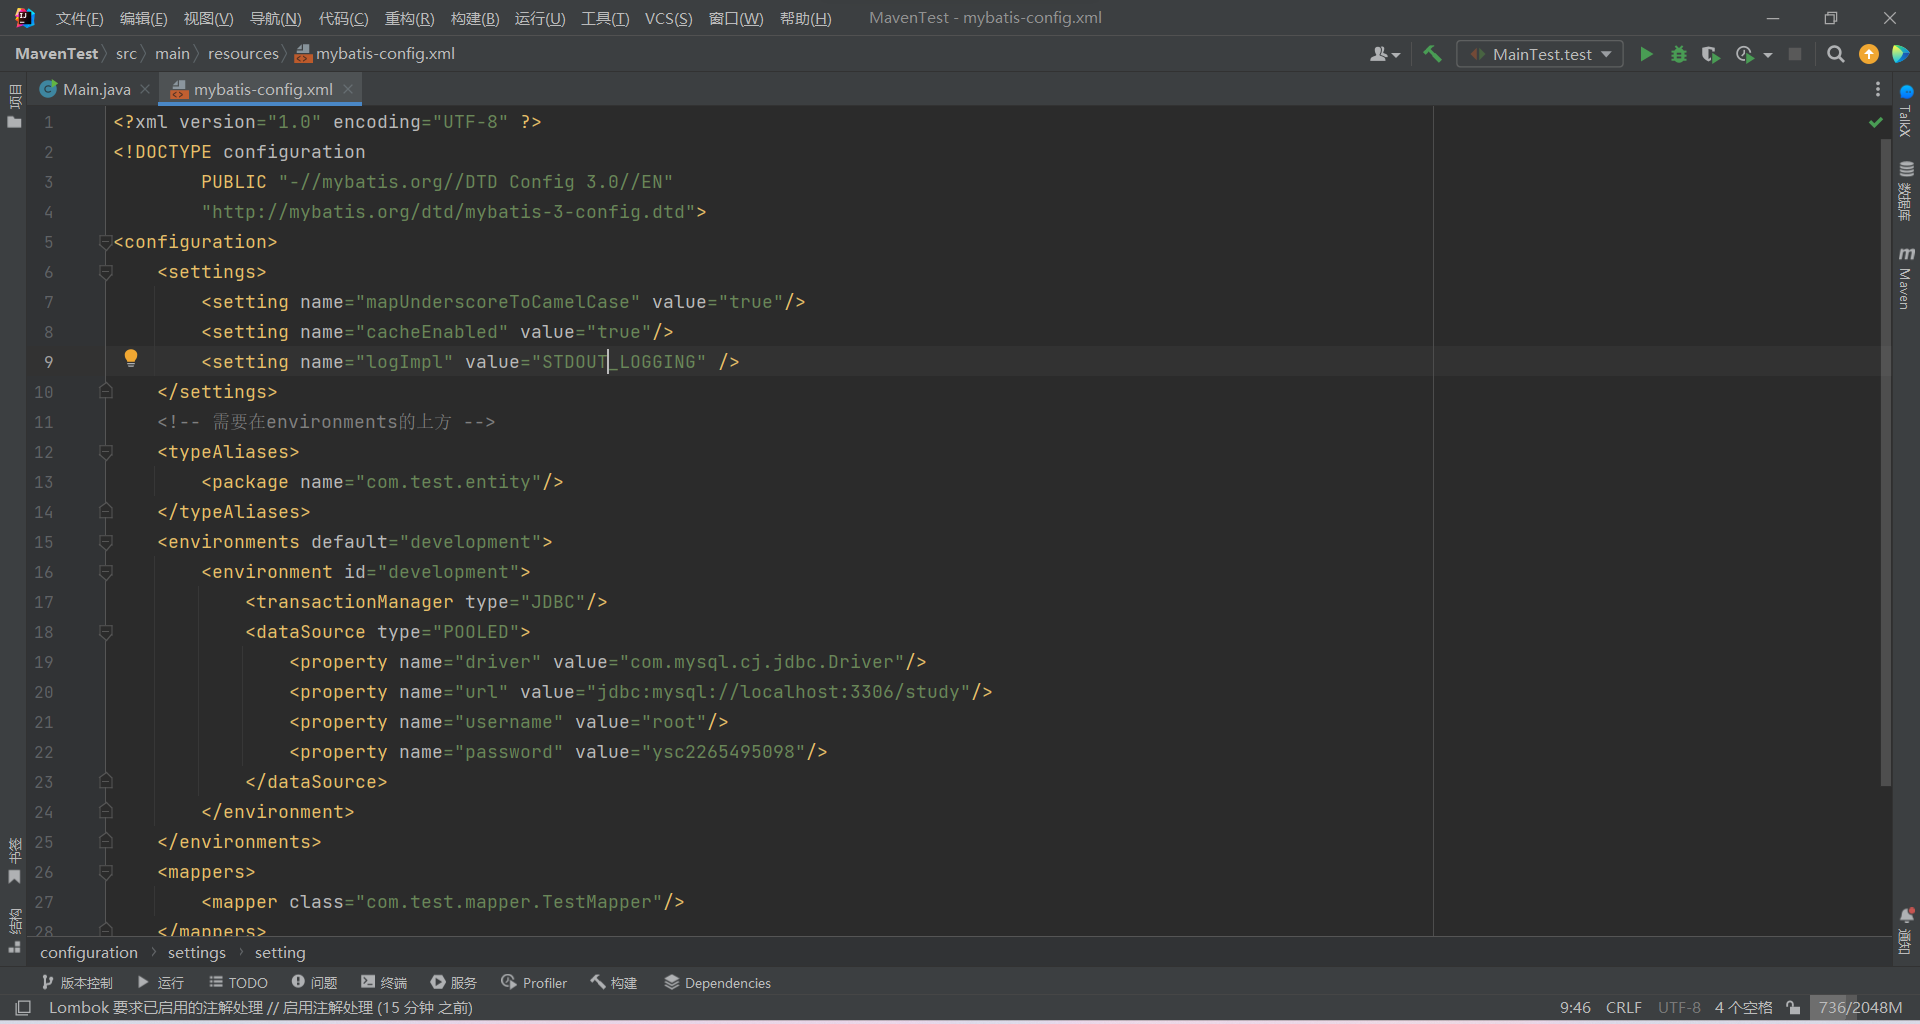 文件(F) 编辑(E) 视图(V) 导航(N) 代码(C) 重构(R) 构建(B) 运行(U) 工具(T) VCS(S) 窗口(W) 帮助(H) MavenTest - mybatis-config.xml
MavenTest src main resources mybatis-config.xml MainTest.test
Main.java mybatis-config.xml
项目
1 <?xml version="1.0" encoding="UTF-8" ?>
2 <!DOCTYPE configuration
3 PUBLIC "-//mybatis.org//DTD Config 3.0//EN"
4 "http://mybatis.org/dtd/mybatis-3-config.dtd">
5 <configuration>
6 <settings>
7 <setting name="mapUnderscoreToCamelCase" value="true"/>
8 <setting name="cacheEnabled" value="true"/>
9 <setting name="logImpl" value="STDOUT_LOGGING" />
10 </settings>
11 <!-- 需要在environments的上方 -->
12 <typeAliases>
13 <package name="com.test.entity"/>
14 </typeAliases>
15 <environments default="development">
16 <environment id="development">
17 <transactionManager type="JDBC"/>
18 <dataSource type="POOLED">
19 <property name="driver" value="com.mysql.cj.jdbc.Driver"/>
20 <property name="url" value="jdbc:mysql://localhost:3306/study"/>
21 <property name="username" value="root"/>
22 <property name="password" value="ysc2265495098"/>
23 </dataSource>
24 </environment>
25 </environments>
26 <mappers>
27 <mapper class="com.test.mapper.TestMapper"/>
28 </mappers>
书签
结构
TalkX
数据库
Maven
通知
configuration settings setting
版本控制 运行 TODO 问题 终端 服务 Profiler 构建 Dependencies
Lombok 要求已启用的注解处理 // 启用注解处理 (15 分钟 之前) 9:46 CRLF UTF-8 4 个空格 736/2048M